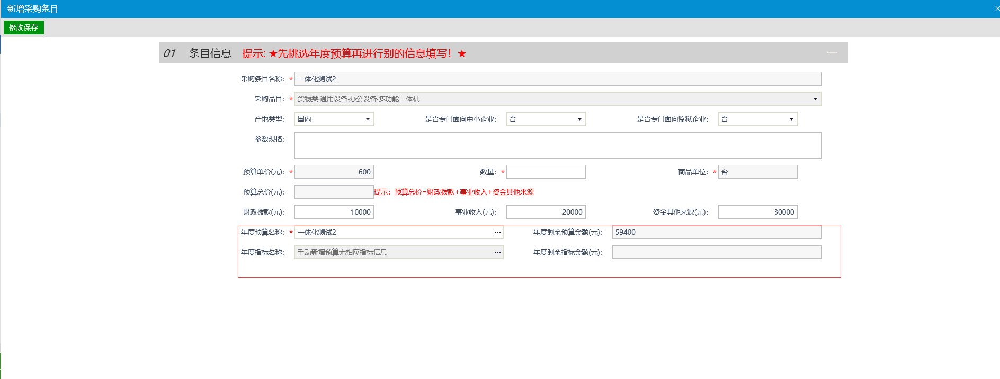 新增采购条目
修改保存
01 条目信息 提示: ★先挑选年度预算再进行别的信息填写！★
采购条目名称： * 一体化测试2
采购品目： * 货物类·通用设备·办公设备·多功能一体机
产地类型： 国内 是否专门面向中小企业： 否 是否专门面向监狱企业： 否
参数规格：
预算单价(元)： * 600 数量： * 商品单位： * 台
预算总价(元)： 提示：预算总价=财政拨款+事业收入+资金其他来源
财政拨款(元)： 10000 事业收入(元)： 20000 资金其他来源(元)： 30000
年度预算名称： * 一体化测试2 ··· 年度剩余预算金额(元)： 59400
年度指标名称： 手动新增预算无相应指标信息 ··· 年度剩余指标金额(元)：